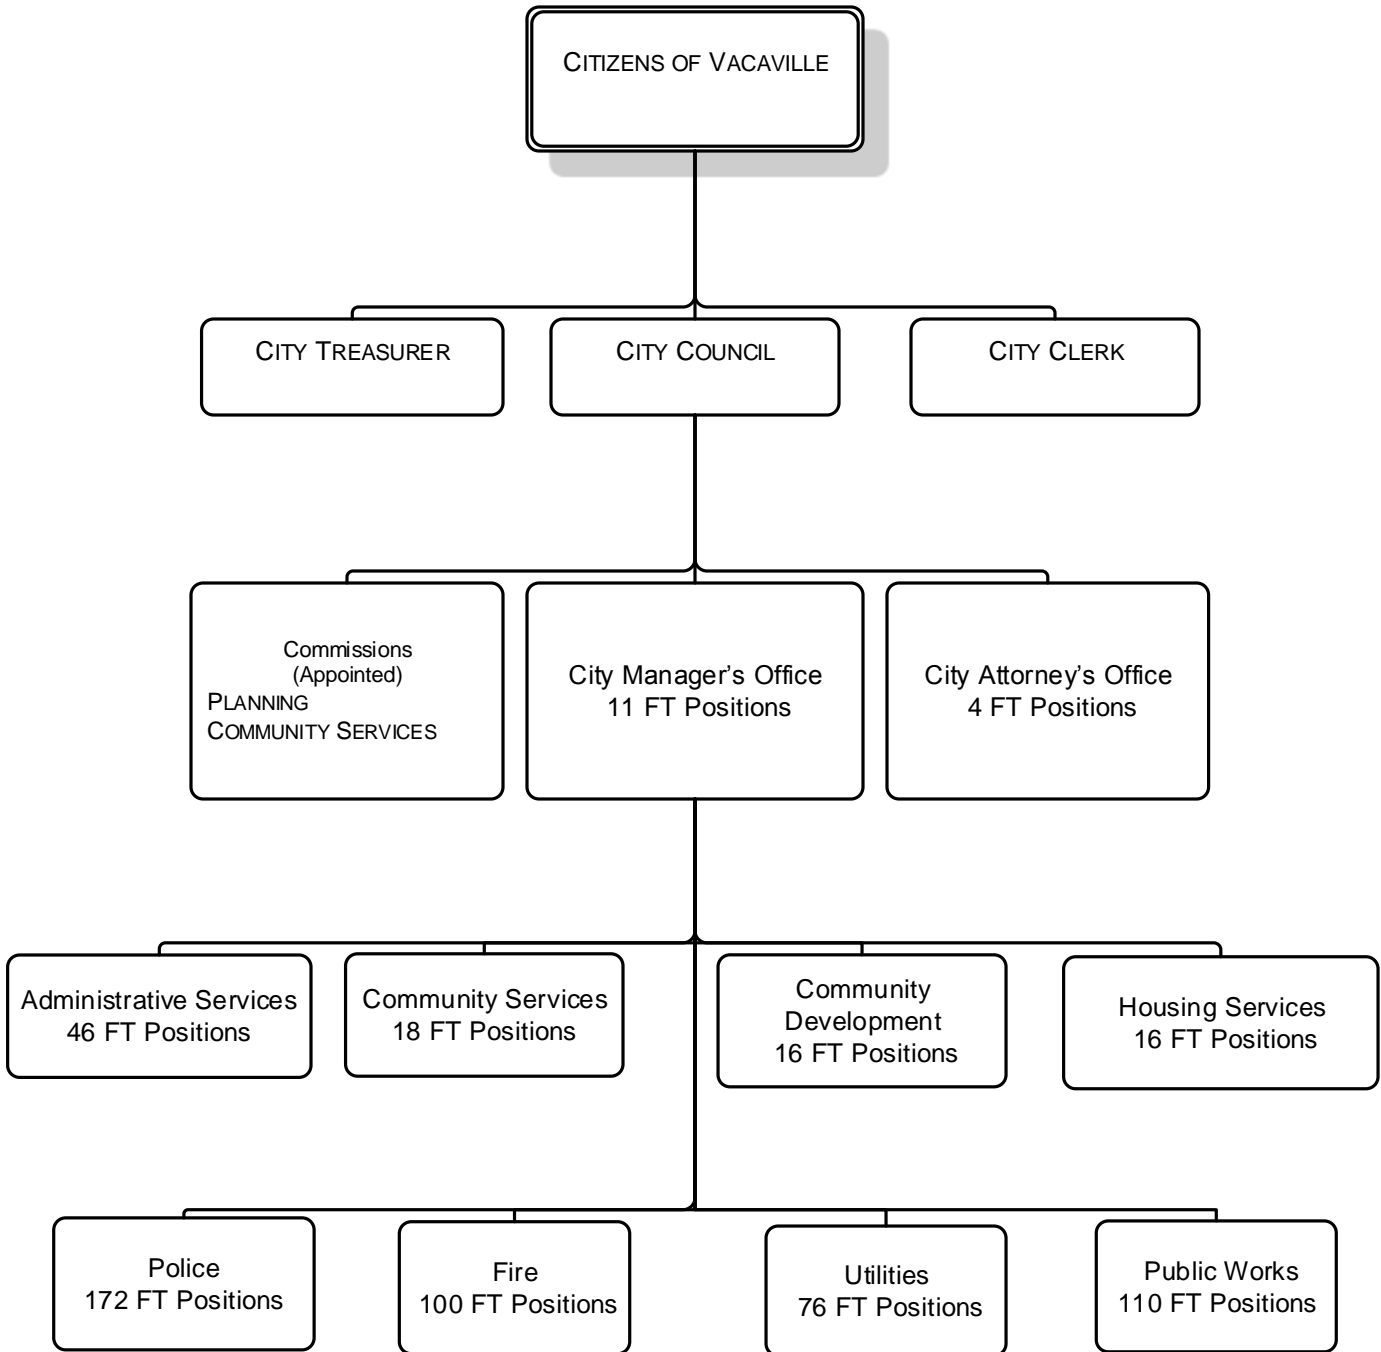 CITIZENS OF VACAVILLE
CITY TREASURER
CITY COUNCIL
CITY CLERK
Commissions
(Appointed)
PLANNING
COMMUNITY SERVICES
City Manager’s Office
11 FT Positions
City Attorney’s Office
4 FT Positions
Administrative Services
46 FT Positions
Community Services
18 FT Positions
Community
Development
16 FT Positions
Housing Services
16 FT Positions
Police
172 FT Positions
Fire
100 FT Positions
Utilities
76 FT Positions
Public Works
110 FT Positions